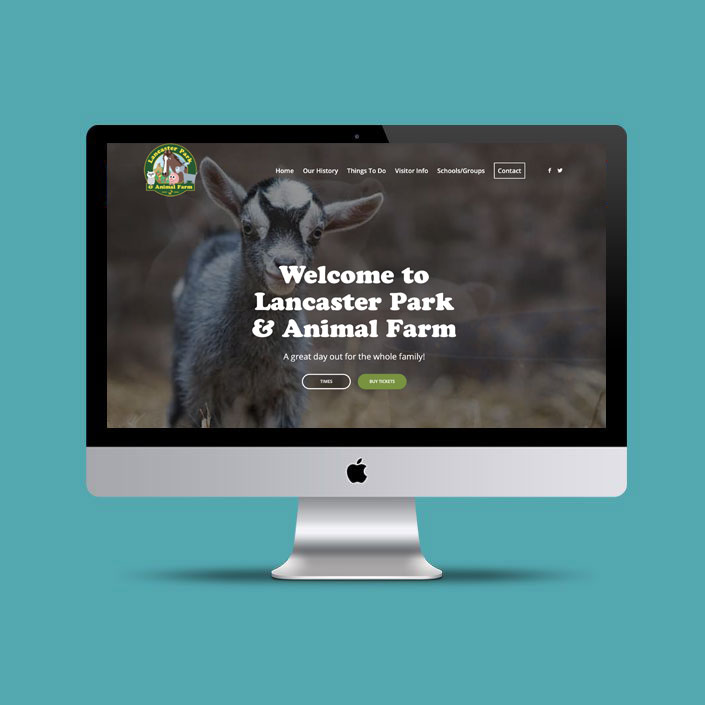 Lancaster Park
& Animal Farm
Home Our History Things To Do Visitor Info Schools/Groups Contact
Welcome to
Lancaster Park
& Animal Farm
A great day out for the whole family!
TIMES BUY TICKETS